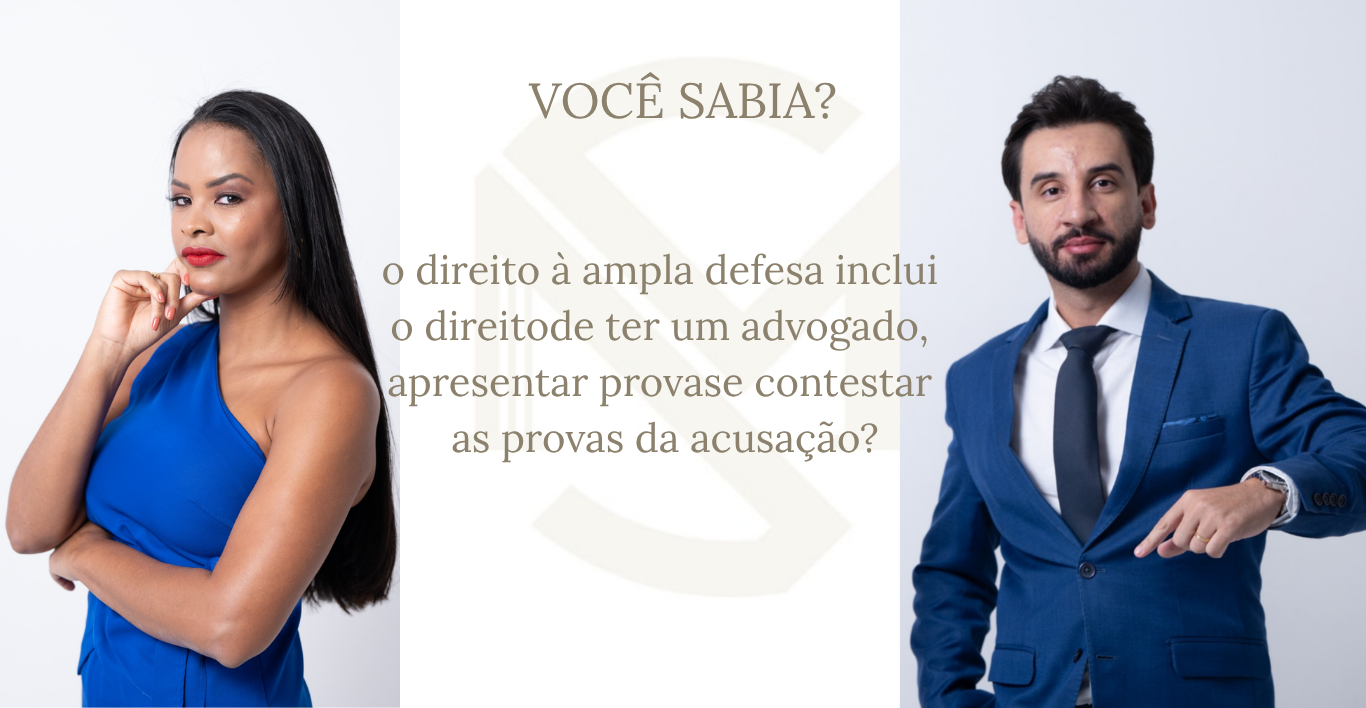 VOCÊ SABIA?
o direito à ampla defesa inclui
o direitode ter um advogado,
apresentar provase contestar
as provas da acusação?